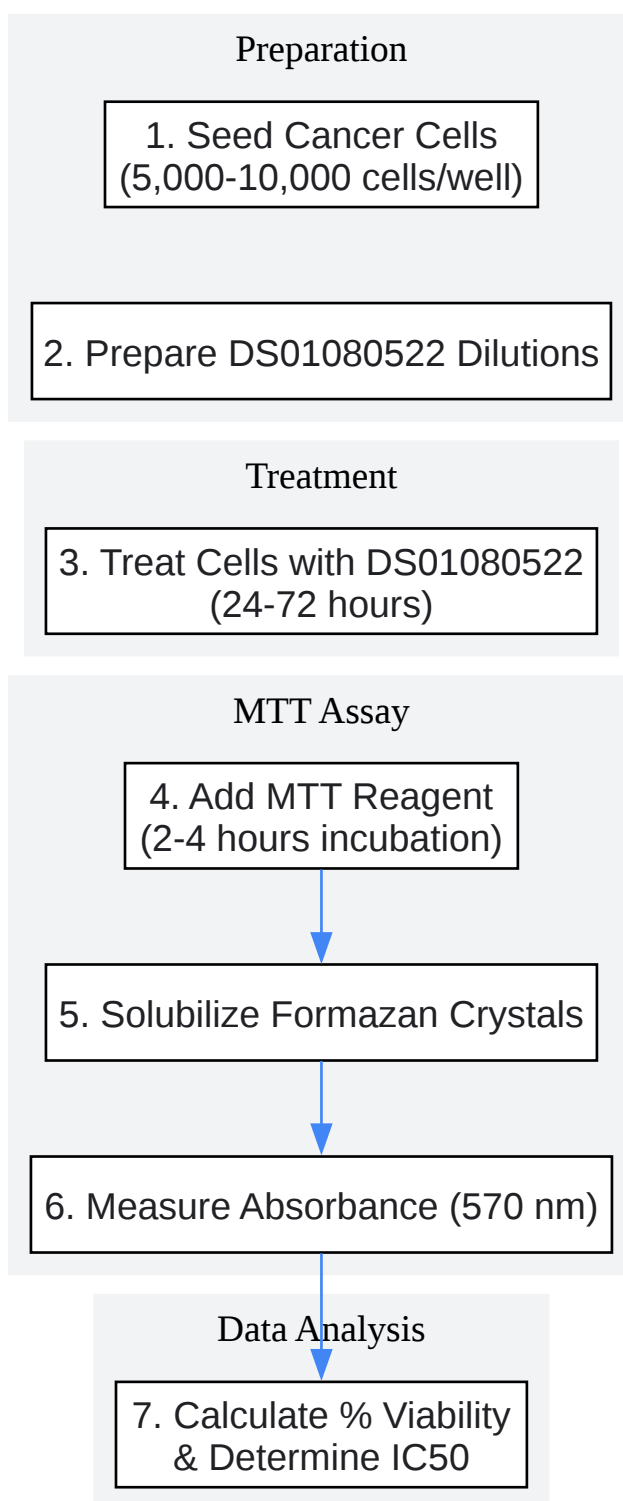 Preparation
1. Seed Cancer Cells
(5,000-10,000 cells/well)
2. Prepare DS01080522 Dilutions
Treatment
3. Treat Cells with DS01080522
(24-72 hours)
MTT Assay
4. Add MTT Reagent
(2-4 hours incubation)
5. Solubilize Formazan Crystals
6. Measure Absorbance (570 nm)
Data Analysis
7. Calculate % Viability
& Determine IC50